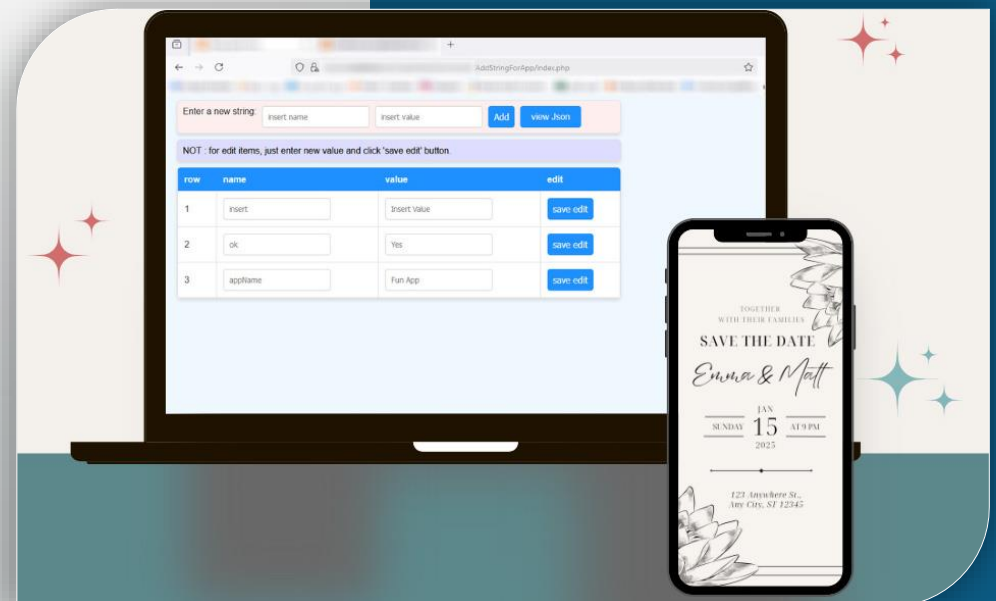 AddStringForApp/index.php
Enter a new string: insert name insert value Add view Json
NOT : for edit items, just enter new value and click 'save edit' button.
row name value edit
1 insert Insert Value save edit
2 ok Yes save edit
3 appName Fun App save edit
TOGETHER
WITH THEIR FAMILIES
SAVE THE DATE
Emma & Matt
JAN
SUNDAY 15 AT 9 PM
2025
123 Anywhere St.,
Any City, ST 12345